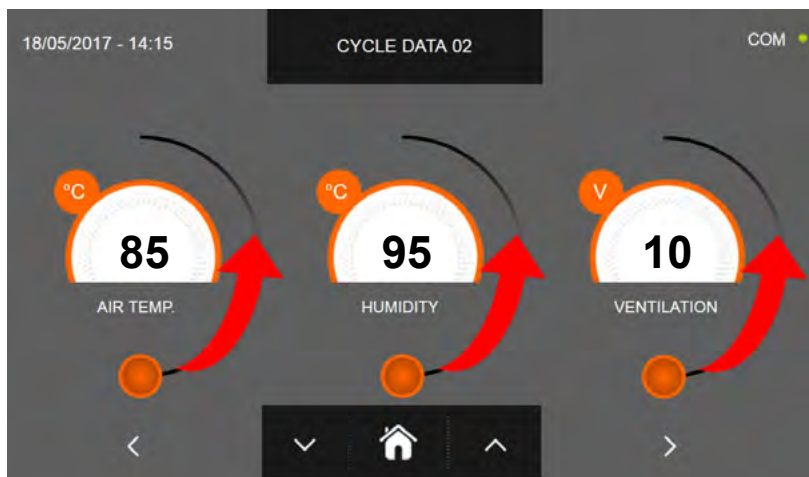 18/05/2017 - 14:15
CYCLE DATA 02
COM
°C
85
AIR TEMP.
°C
95
HUMIDITY
V
10
VENTILATION